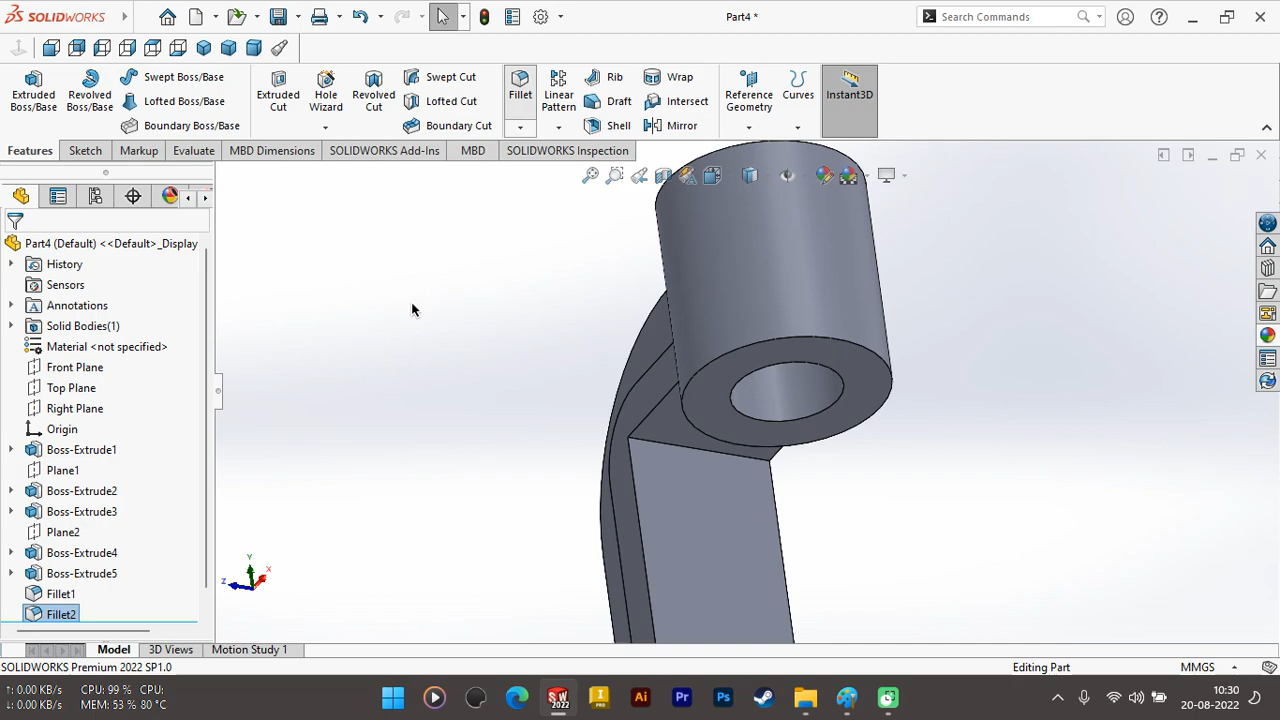 SOLIDWORKS
Part4 *
Search Commands
Extruded Boss/Base
Revolved Boss/Base
Swept Boss/Base
Lofted Boss/Base
Boundary Boss/Base
Extruded Cut
Hole Wizard
Revolved Cut
Swept Cut
Lofted Cut
Boundary Cut
Fillet
Linear Pattern
Rib
Draft
Shell
Wrap
Intersect
Mirror
Reference Geometry
Curves
Instant3D
Features Sketch Markup Evaluate MBD Dimensions SOLIDWORKS Add-Ins MBD SOLIDWORKS Inspection
Part4 (Default) <<Default>_Display
History
Sensors
Annotations
Solid Bodies(1)
Material <not specified>
Front Plane
Top Plane
Right Plane
Origin
Boss-Extrude1
Plane1
Boss-Extrude2
Boss-Extrude3
Plane2
Boss-Extrude4
Boss-Extrude5
Fillet1
Fillet2
Y
X
Z
Model 3D Views Motion Study 1
SOLIDWORKS Premium 2022 SP1.0
Editing Part
MMGS
↑: 0.00 KB/s CPU: 99 % CPU:
↓: 0.00 KB/s MEM: 53 % 80 °C
SW 2022
I PRO
Ai
Pr
Ps
10:30
20-08-2022